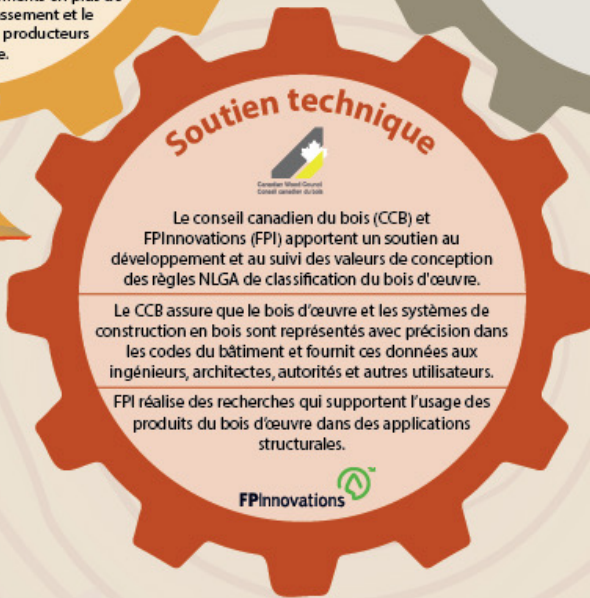 ssement et le
producteurs
Soutien technique
Canadian Wood Council
Conseil canadien du bois
Le conseil canadien du bois (CCB) et
FPInnovations (FPI) apportent un soutien au
développement et au suivi des valeurs de conception
des règles NLGA de classification du bois d'œuvre.
Le CCB assure que le bois d'œuvre et les systèmes de
construction en bois sont représentés avec précision dans
les codes du bâtiment et fournit ces données aux
ingénieurs, architectes, autorités et autres utilisateurs.
FPI réalise des recherches qui supportent l'usage des
produits du bois d'œuvre dans des applications
structurales.
FPInnovations™